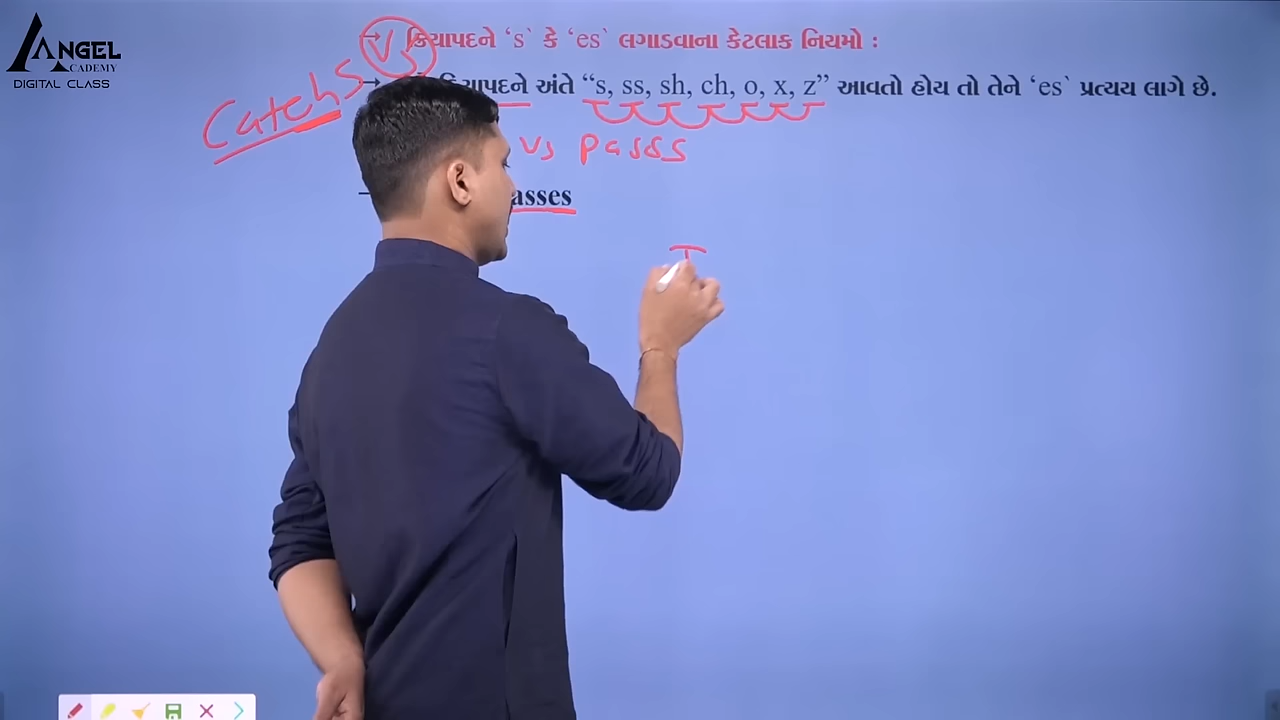 ANGEL
ACADEMY
DIGITAL CLASS
→ ક્રિયાપદને ‘s` કે ‘es` લગાડવાના કેટલાક નિયમો :
Vs
→ અંતે “s, ss, sh, ch, o, x, z” આવતો હોય તો તેને ‘es` પ્રત્યય લાગે છે.
Catchs
Vs passs
asses
I